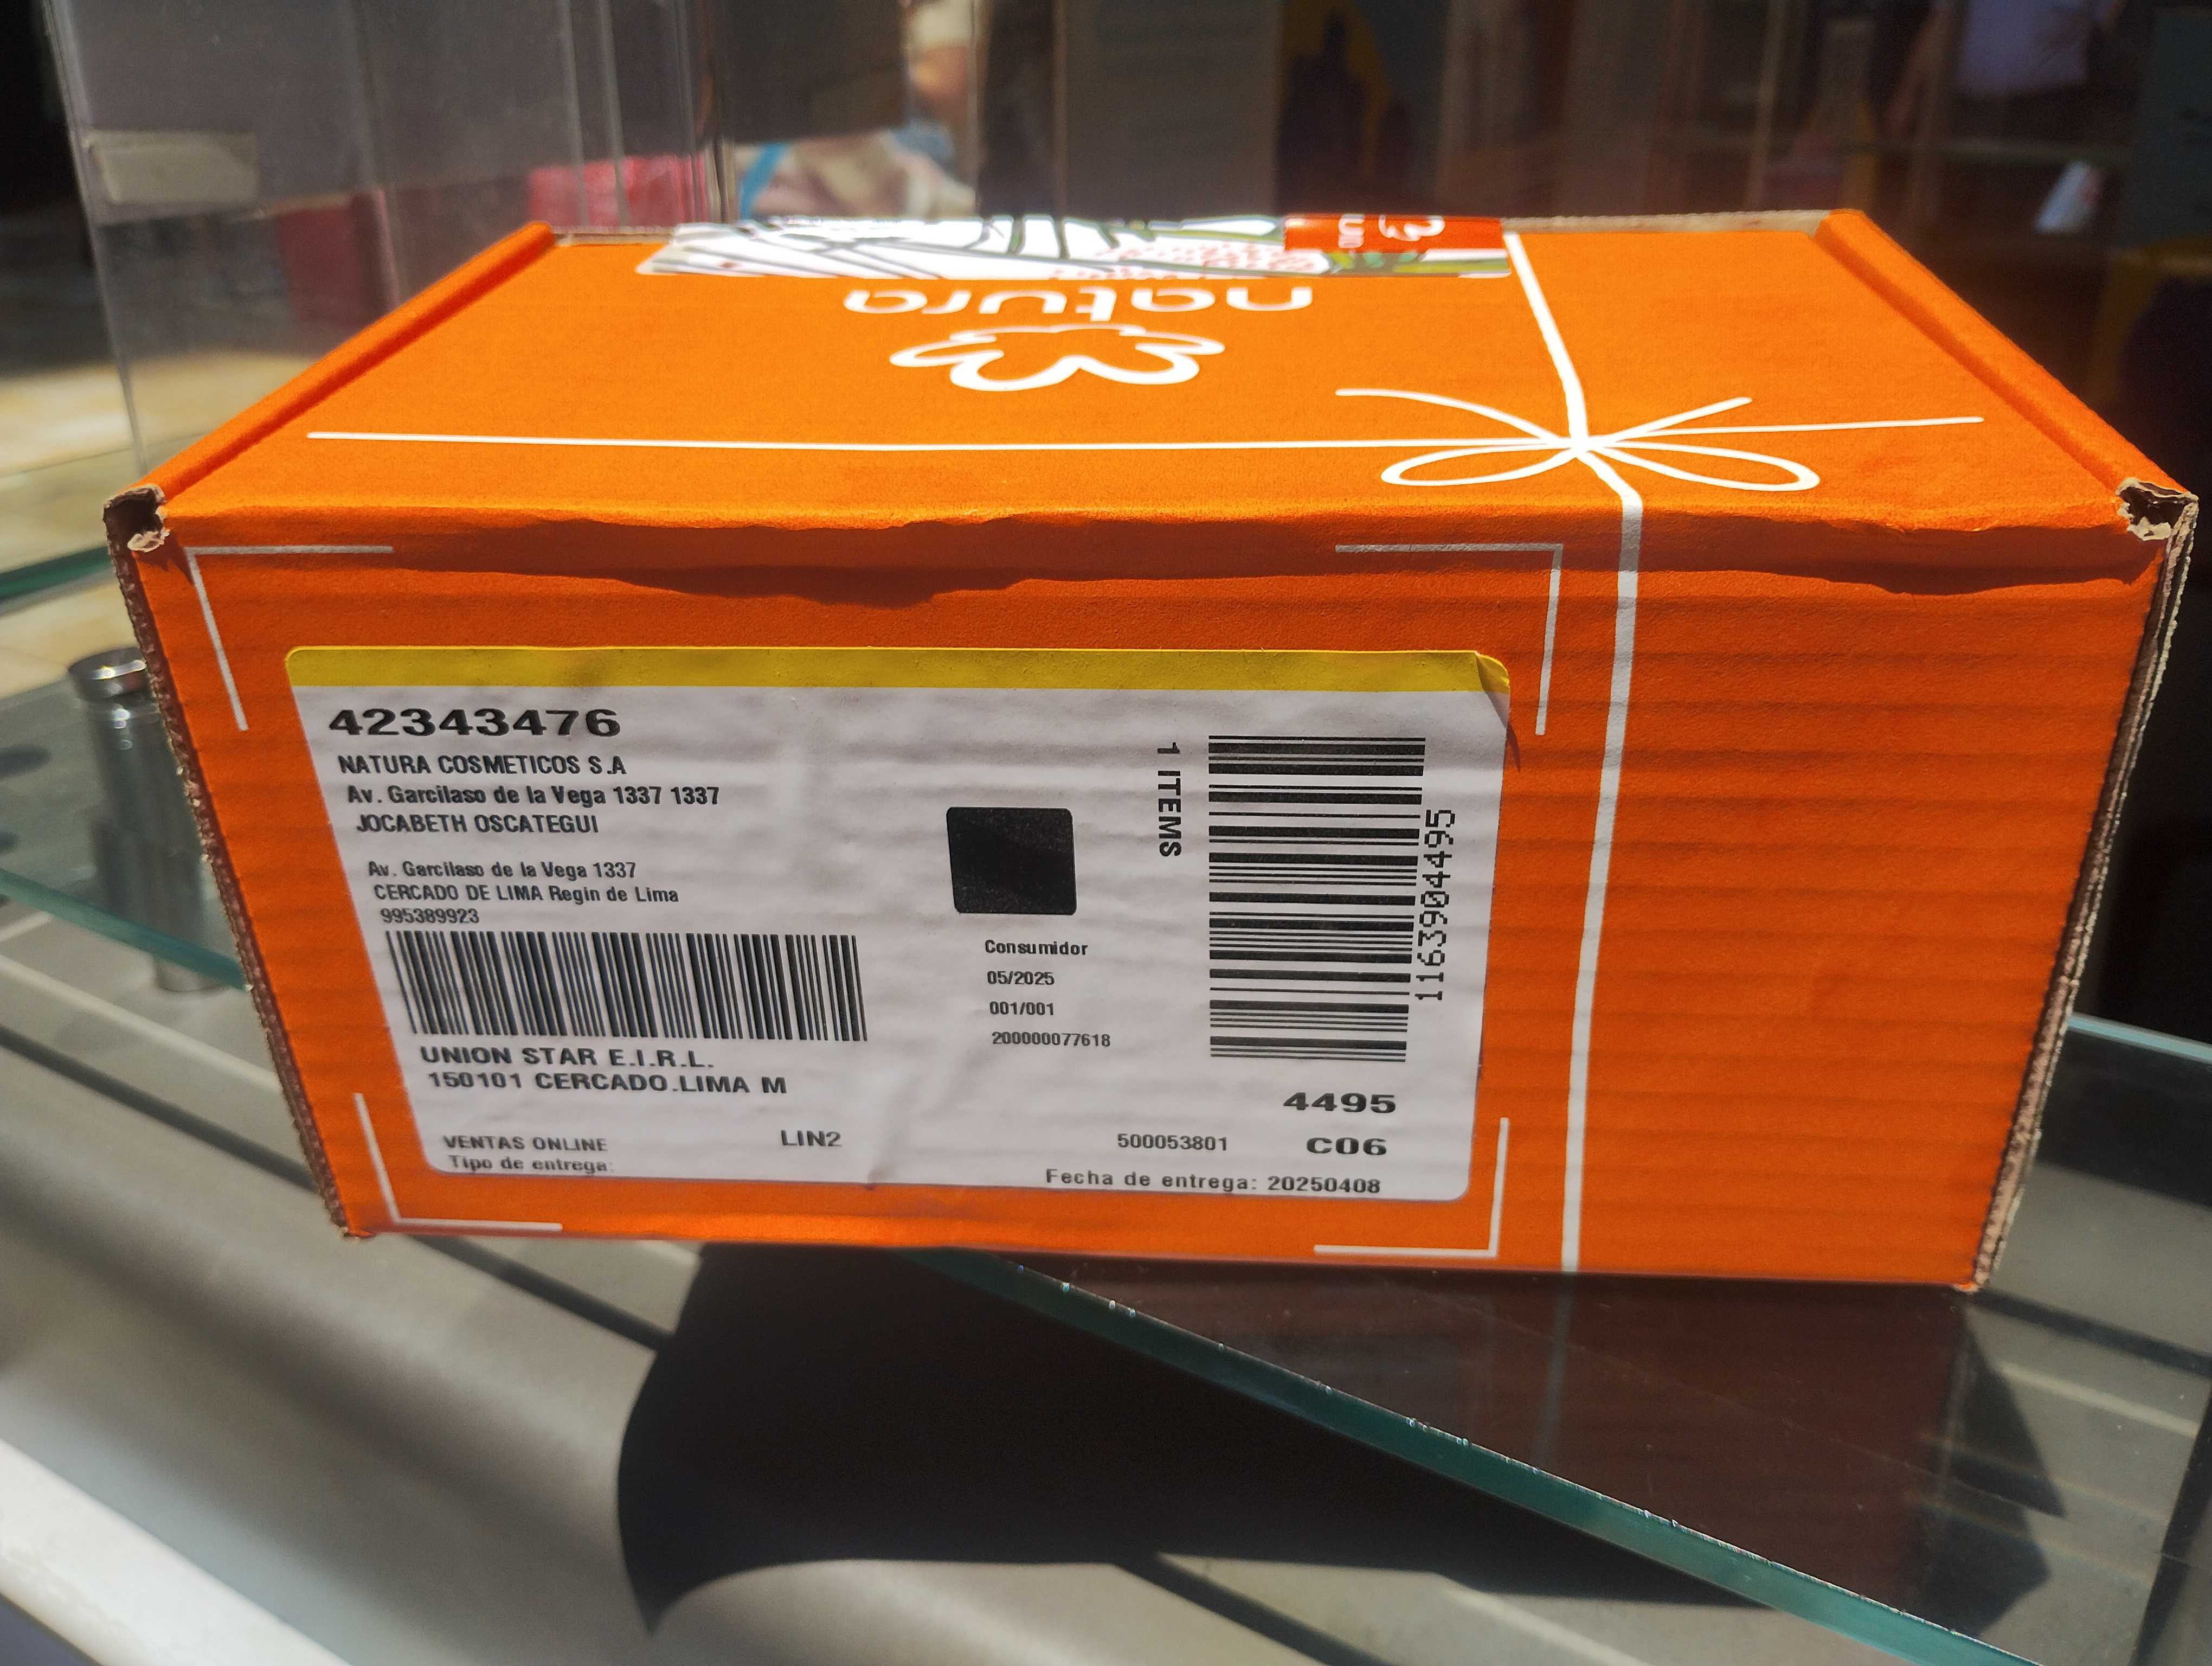 natura
42343476
NATURA COSMETICOS S.A
Av. Garcilaso de la Vega 1337 1337
JOCABETH OSCATEGUI
Av. Garcilaso de la Vega 1337
CERCADO DE LIMA Regin de Lima
995389923
UNION STAR E.I.R.L.
150101 CERCADO.LIMA M
VENTAS ONLINE
LIN2
Tipo de entrega:
Consumidor
05/2025
001/001
200000077618
1 ITEMS
11639044495
4495
500053801
C06
Fecha de entrega: 20250408